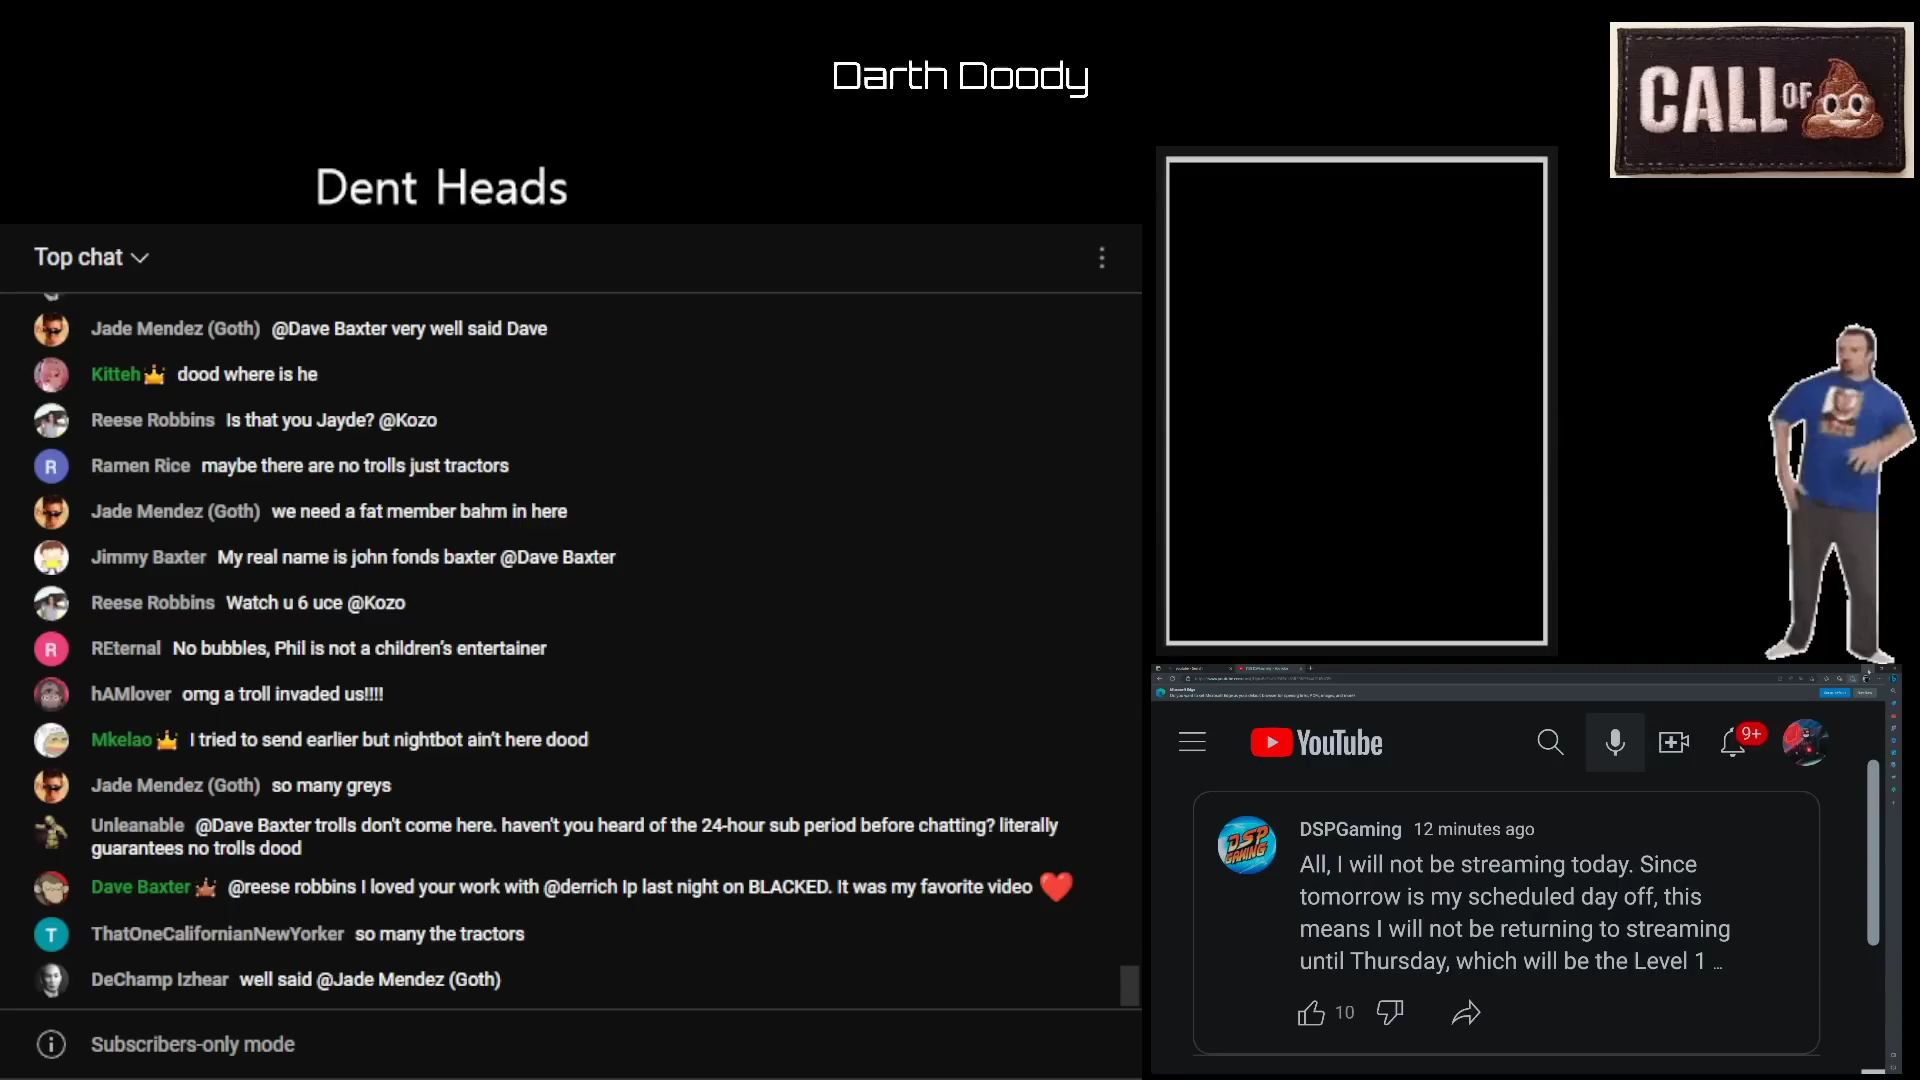 Darth Doody
CALL OF
Dent Heads
Top chat
Jade Mendez (Goth) @Dave Baxter very well said Dave
Kitteh dood where is he
Reese Robbins Is that you Jayde? @Kozo
R Ramen Rice maybe there are no trolls just tractors
Jade Mendez (Goth) we need a fat member bahm in here
Jimmy Baxter My real name is john fonds baxter @Dave Baxter
Reese Robbins Watch u 6 uce @Kozo
R REternal No bubbles, Phil is not a children's entertainer
hAMlover omg a troll invaded us!!!!
Mkelao I tried to send earlier but nightbot ain't here dood
Jade Mendez (Goth) so many greys
Unleanable @Dave Baxter trolls don't come here. haven't you heard of the 24-hour sub period before chatting? literally
guarantees no trolls dood
Dave Baxter @reese robbins I loved your work with @derrich Ip last night on BLACKED. It was my favorite video
T ThatOneCalifornianNewYorker so many the tractors
DeChamp Izhear well said @Jade Mendez (Goth)
Subscribers-only mode
YouTube
9+
DSP GAMING
DSPGaming 12 minutes ago
All, I will not be streaming today. Since
tomorrow is my scheduled day off, this
means I will not be returning to streaming
until Thursday, which will be the Level 1 ...
10